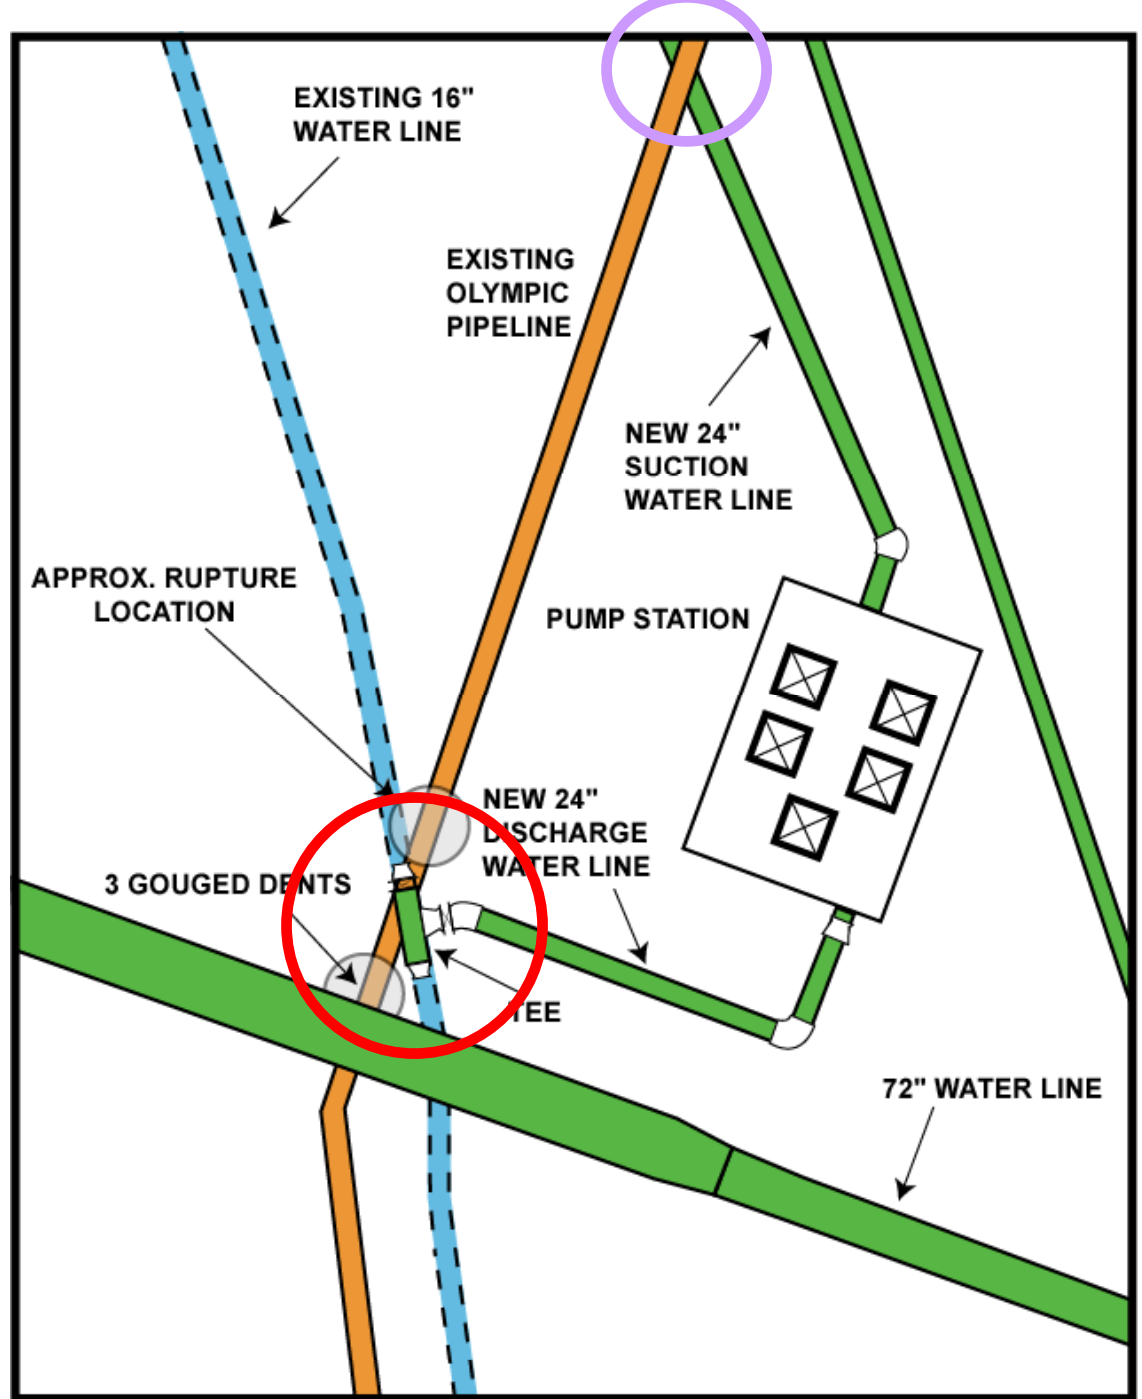 EXISTING 16"
WATER LINE
EXISTING
OLYMPIC
PIPELINE
NEW 24"
SUCTION
WATER LINE
APPROX. RUPTURE
LOCATION
PUMP STATION
NEW 24"
DISCHARGE
WATER LINE
3 GOUGED DENTS
TEE
72" WATER LINE